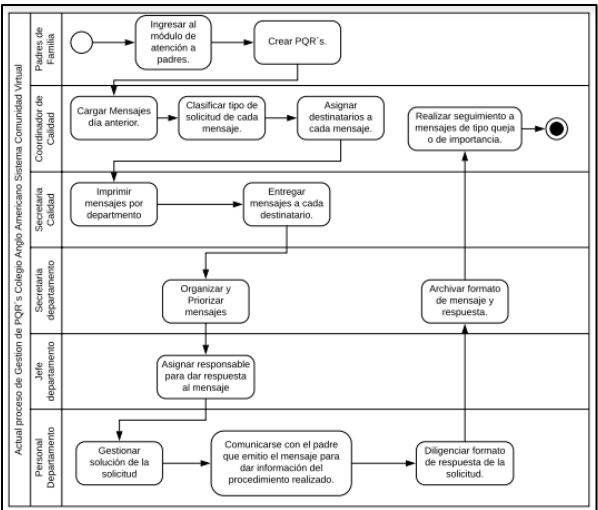 Actual proceso de Gestion de PQR´s Colegio Anglo Americano Sistema Comunidad Virtual
Padres de
Familia
Ingresar al
módulo de
atención a
padres.
Crear PQR´s.
Coordinador de
Calidad
Cargar Mensajes
día anterior.
Clasificar tipo de
solicitud de cada
mensaje.
Asignar
destinatarios a
cada mensaje.
Realizar seguimiento a
mensajes de tipo queja
o de importancia.
Secretaria
Calidad
Imprimir
mensajes por
departmento
Entregar
mensajes a cada
destinatario.
Secretaria
departamento
Organizar y
Priorizar
mensajes
Archivar formato
de mensaje y
respuesta.
Jefe
departamento
Asignar responsable
para dar respuesta
al mensaje
Personal
Departamento
Gestionar
solución de la
solicitud
Comunicarse con el padre
que emitio el mensaje para
dar información del
procedimiento realizado.
Diligenciar formato
de respuesta de la
solicitud.